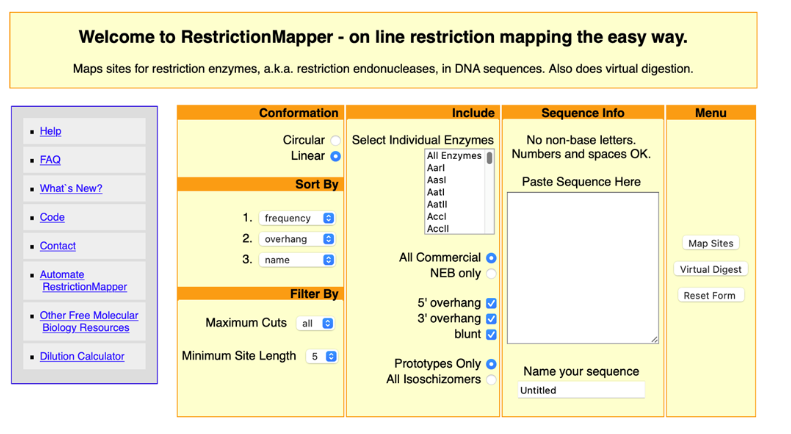 Welcome to RestrictionMapper - on line restriction mapping the easy way.
Maps sites for restriction enzymes, a.k.a. restriction endonucleases, in DNA sequences. Also does virtual digestion.
Help
FAQ
What`s New?
Code
Contact
Automate
RestrictionMapper
Other Free Molecular
Biology Resources
Dilution Calculator
Conformation
Circular
Linear
Sort By
1. frequency
2. overhang
3. name
Filter By
Maximum Cuts all
Minimum Site Length 5
Include
Select Individual Enzymes
All Enzymes
AarI
AasI
AatI
AatII
AccI
AccII
All Commercial
NEB only
5' overhang
3' overhang
blunt
Prototypes Only
All Isoschizomers
Sequence Info
No non-base letters.
Numbers and spaces OK.
Paste Sequence Here
Name your sequence
Untitled
Menu
Map Sites
Virtual Digest
Reset Form